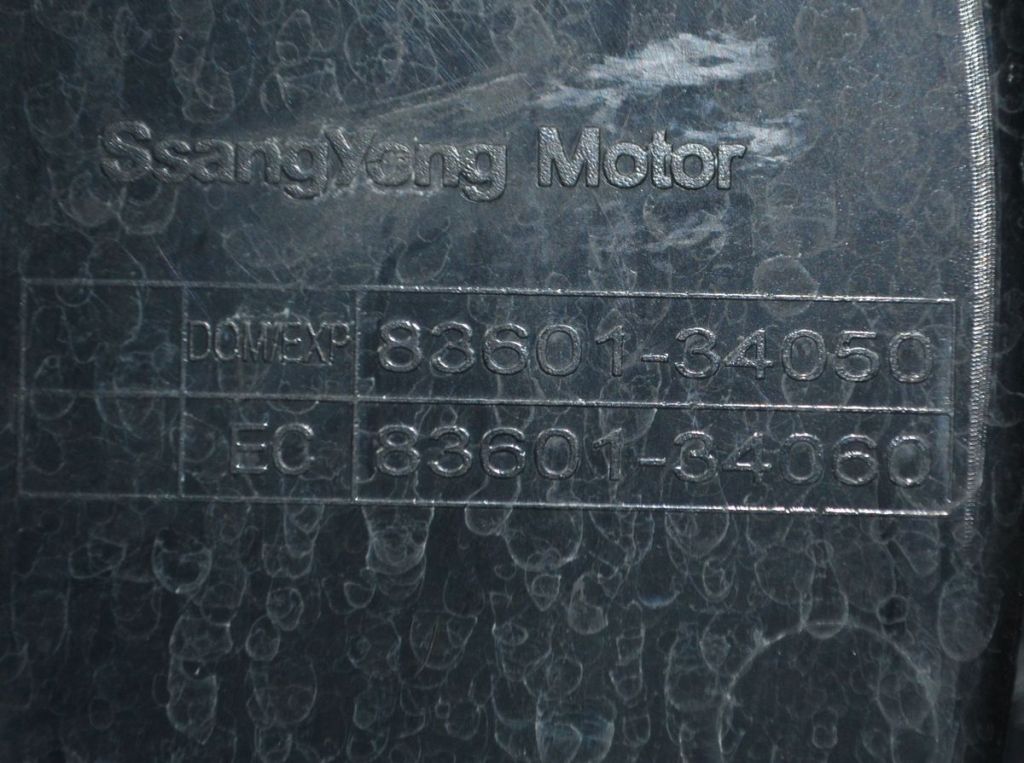 SsangYong Motor
DOM/EXP 83601-34050
EC 83601-34060